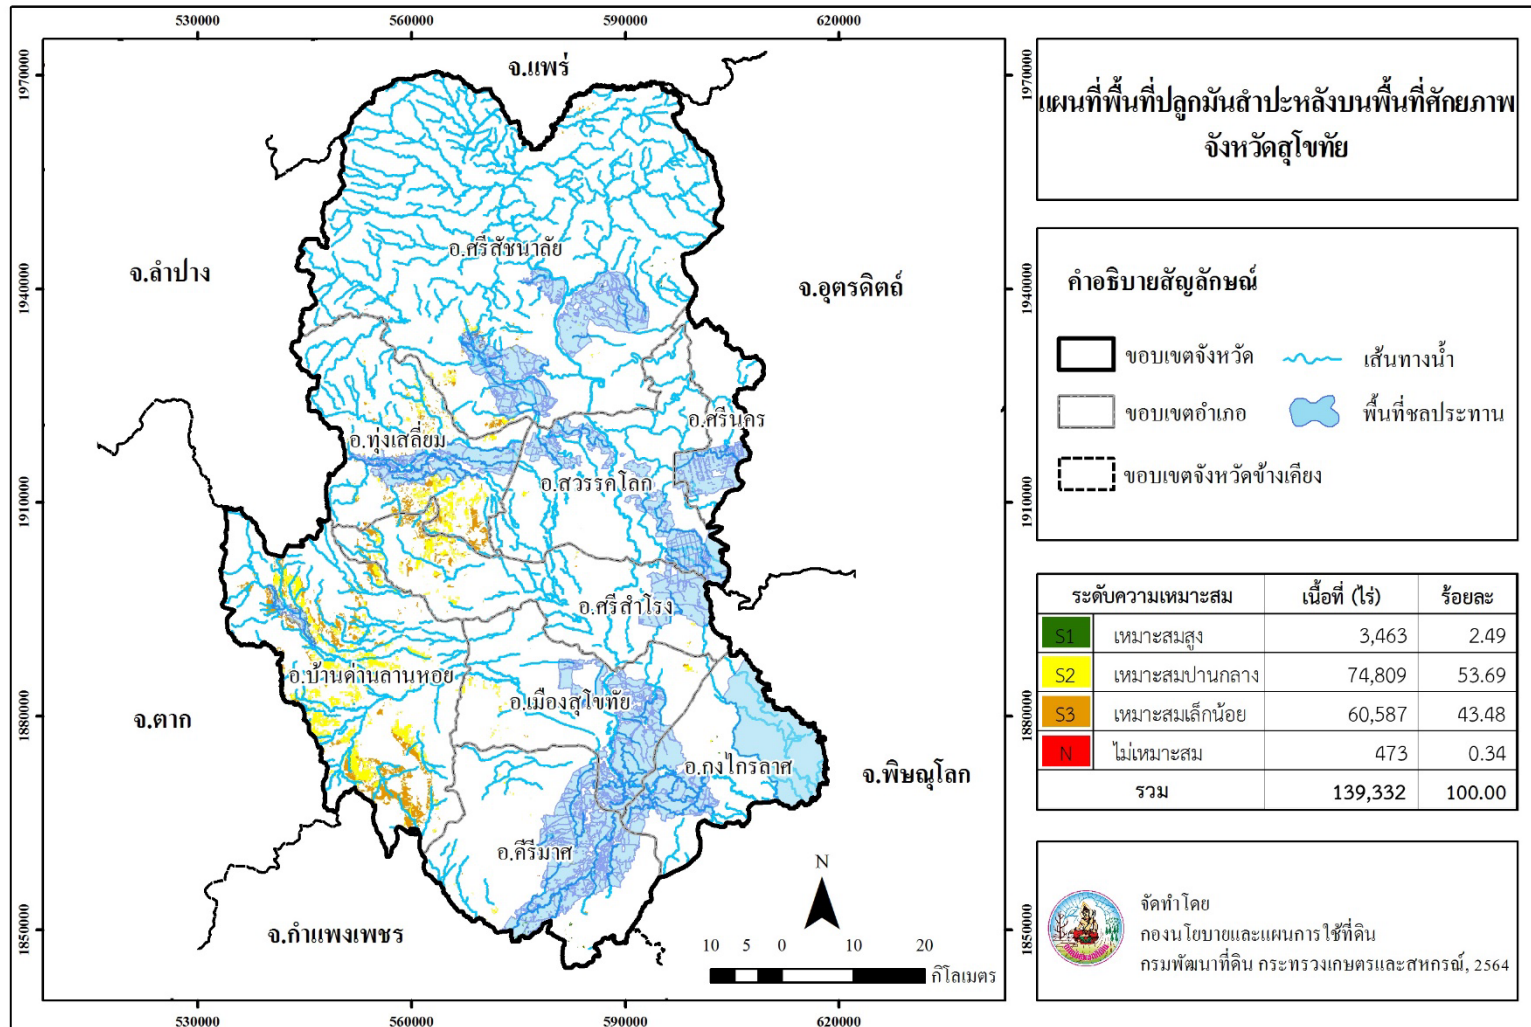 530000
560000
590000
620000
1970000
1940000
1910000
1880000
1850000
จ.แพร่
จ.ลำปาง
อ.ศรีสัชนาลัย
จ.อุตรดิตถ์
อ.ศรีนคร
อ.ทุ่งเสลี่ยม
อ.สวรรคโลก
อ.ศรีสำโรง
อ.บ้านด่านลานหอย
อ.เมืองสุโขทัย
จ.ตาก
อ.กงไกรลาศ
จ.พิษณุโลก
อ.คีรีมาศ
จ.กำแพงเพชร
N
10 5 0 10 20
กิโลเมตร
530000
560000
590000
620000
1970000
1940000
1910000
1880000
1850000
แผนที่พื้นที่ปลูกมันสำปะหลังบนพื้นที่ศักยภาพ
จังหวัดสุโขทัย
คำอธิบายสัญลักษณ์
ขอบเขตจังหวัด เส้นทางน้ำ
ขอบเขตอำเภอ พื้นที่ชลประทาน
ขอบเขตจังหวัดข้างเคียง
ระดับความเหมาะสม เนื้อที่ (ไร่) ร้อยละ
S1 เหมาะสมสูง 3,463 2.49
S2 เหมาะสมปานกลาง 74,809 53.69
S3 เหมาะสมเล็กน้อย 60,587 43.48
N ไม่เหมาะสม 473 0.34
รวม 139,332 100.00
จัดทำโดย
กองนโยบายและแผนการใช้ที่ดิน
กรมพัฒนาที่ดิน กระทรวงเกษตรและสหกรณ์, 2564